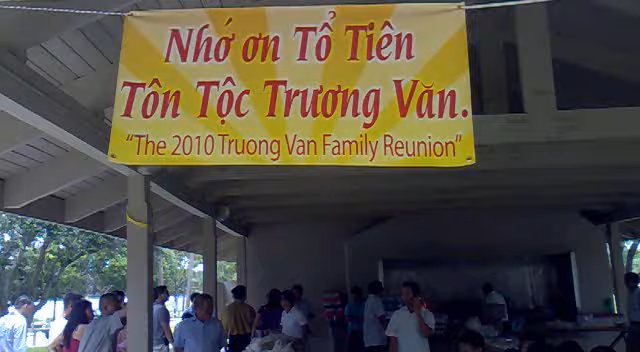 Nhớ ơn Tổ Tiên
Tôn Tộc Trương Văn.
"The 2010 Truong Van Family Reunion"